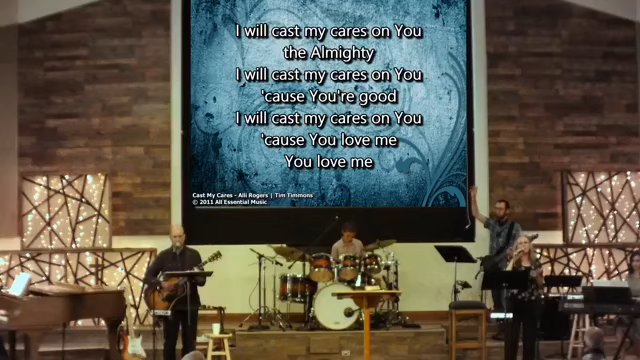 I will cast my cares on You
the Almighty
I will cast my cares on You
'cause You're good
I will cast my cares on You
'cause You love me
You love me
Cast My Cares - Alli Rogers | Tim Timmons
© 2011 All Essential Music